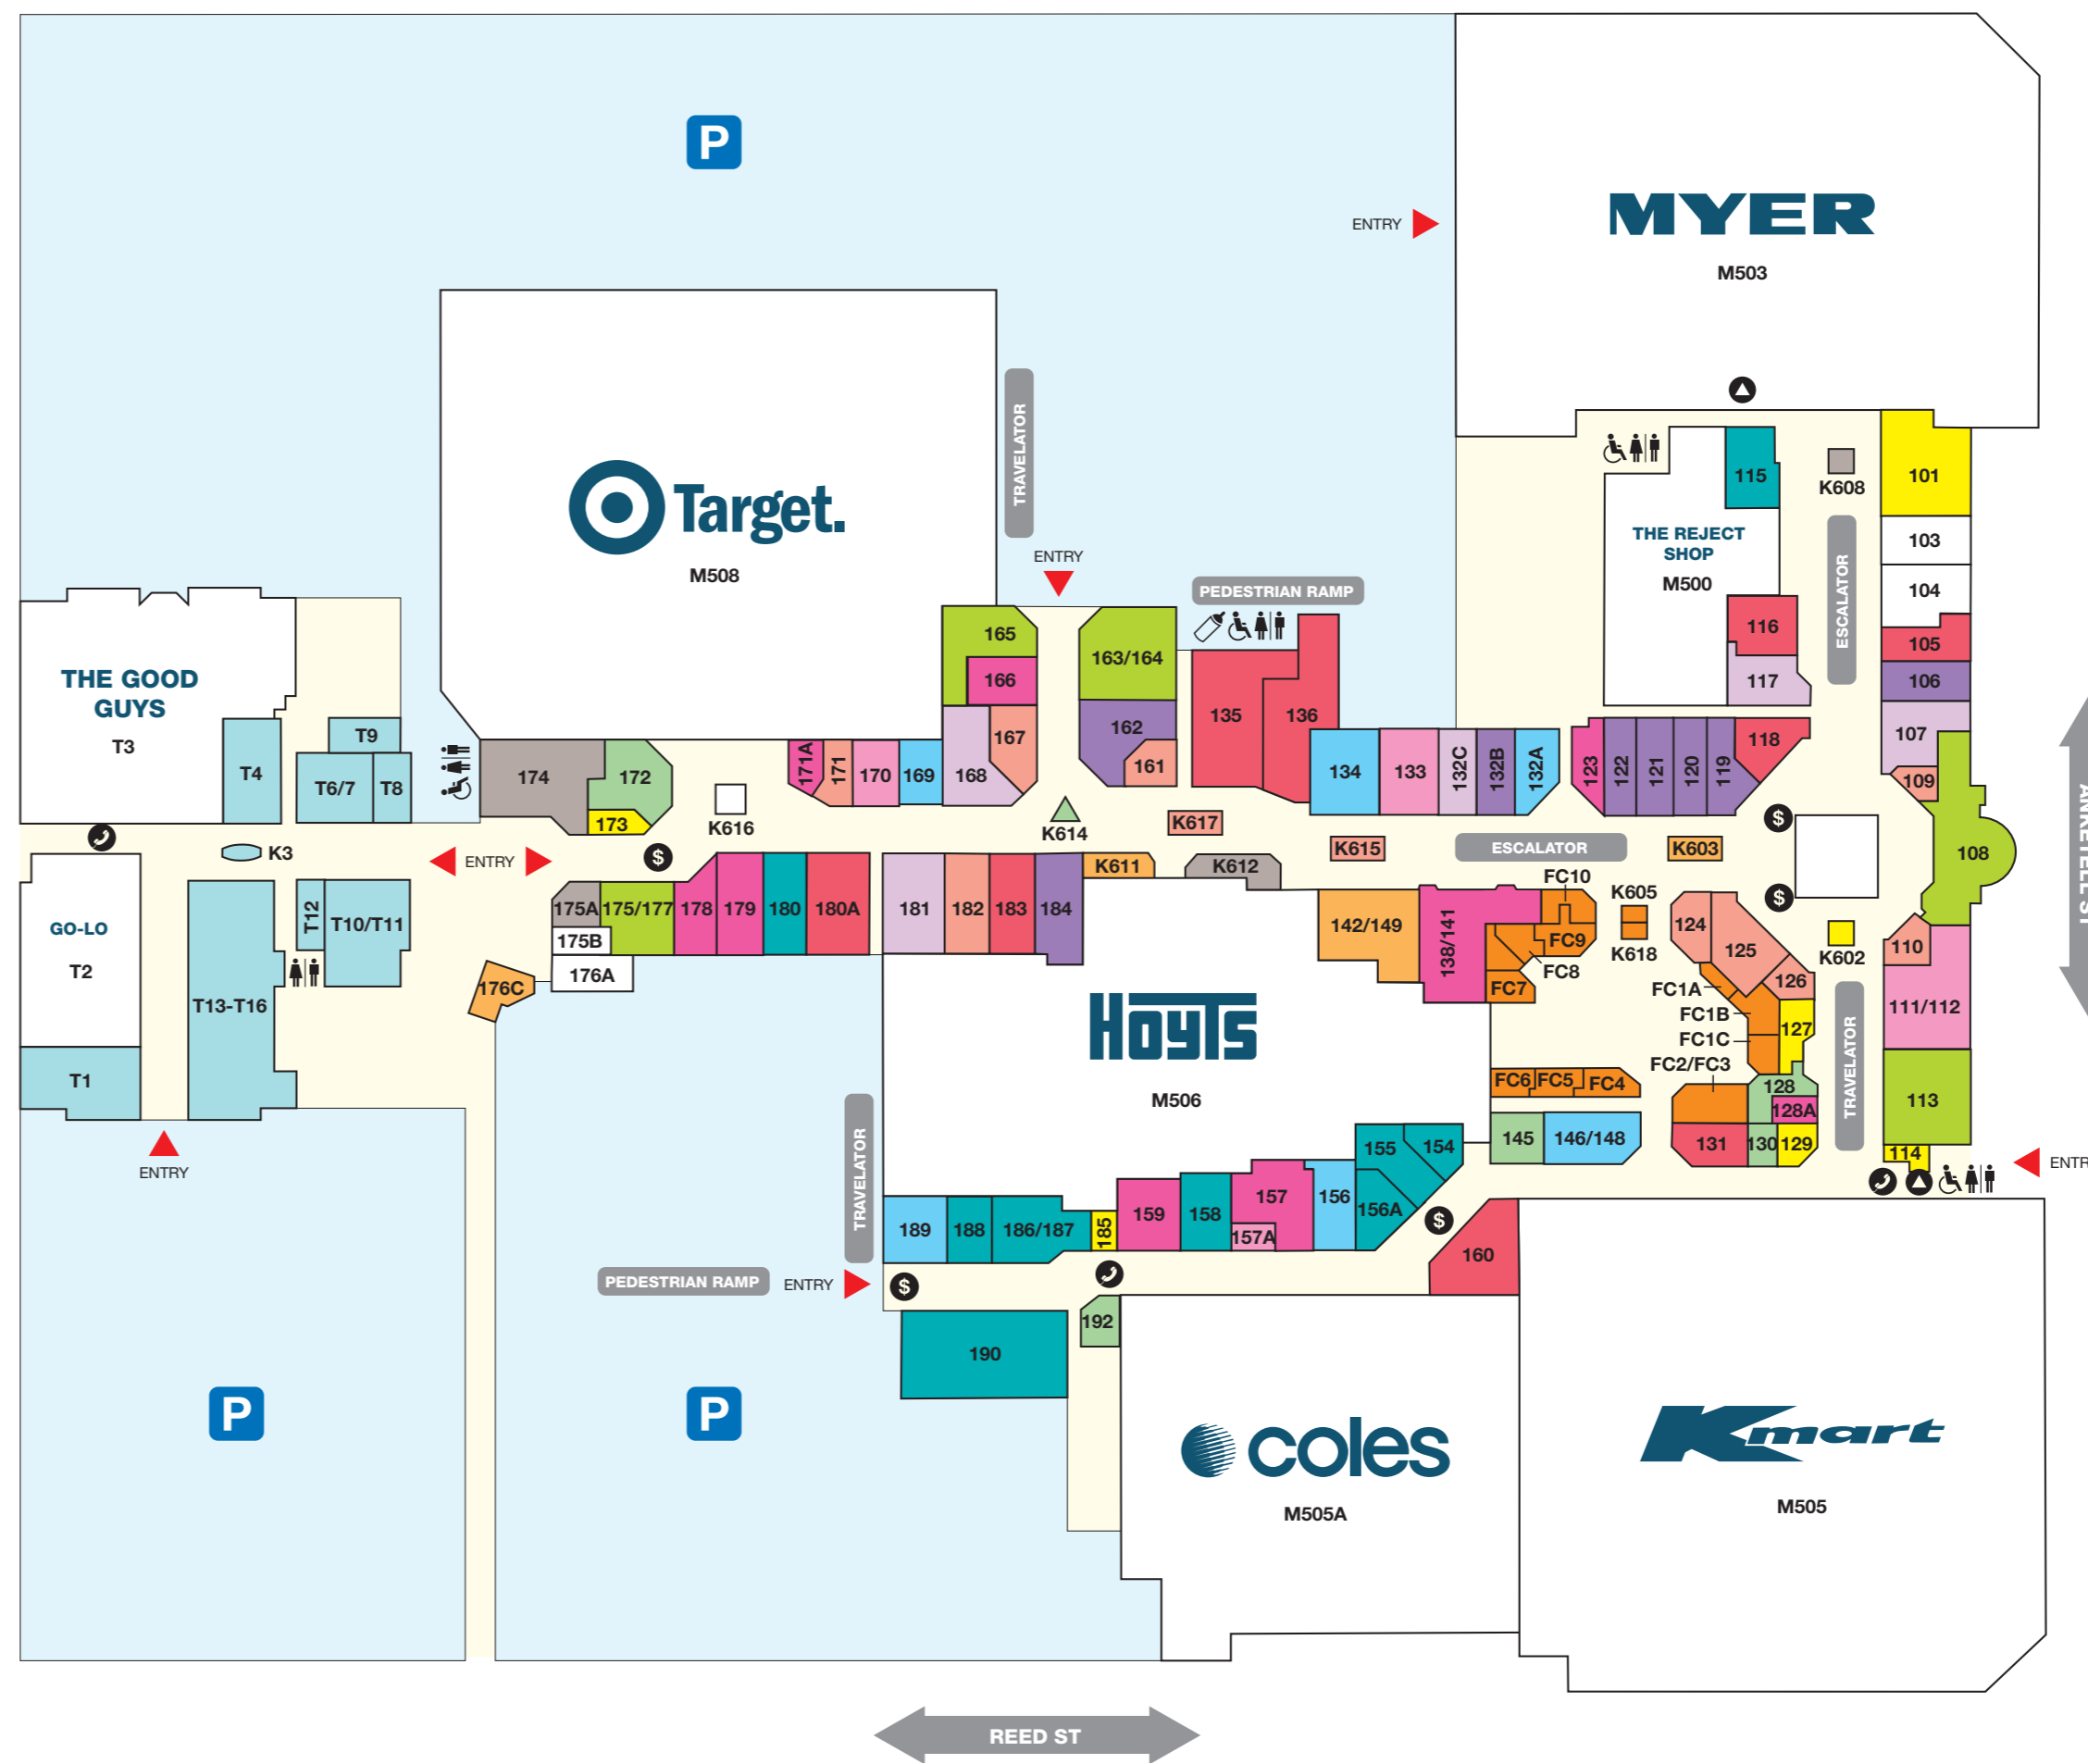 P
ENTRY
MYER
M503
Target.
M508
TRAVELATOR
ENTRY
PEDESTRIAN RAMP
115
K608
101
THE REJECT
SHOP
M500
103
104
ESCALATOR
116
105
117
106
107
165
166
163/164
162
161
168
167
135
136
134
133
132C
132B
132A
123
122
121
120
119
118
109
108
THE GOOD
GUYS
T3
T4
T9
T6/7
T8
174
172
173
K616
171A
171
170
169
K614
K617
K615
ESCALATOR
K603
$
K3
ENTRY
$
GO-LO
T2
T1
T12
T10/T11
T13-T16
ENTRY
175A
175/177
175B
176A
176C
178
179
180
180A
181
182
183
184
K611
K612
142/149
138/141
FC10
FC9
FC8
FC7
K605
K618
124
125
126
$
K602
110
111/112
FC1A
FC1B
FC1C
FC2/FC3
127
128
128A
TRAVELATOR
113
FC6
FC5
FC4
145
146/148
131
130
129
114
ENTR
ANKETELL ST
HOYTS
M506
155
154
156A
156
157
157A
158
159
185
186/187
188
189
TRAVELATOR
PEDESTRIAN RAMP
ENTRY
$
$
160
192
190
P
P
coles
M505A
Kmart
M505
REED ST